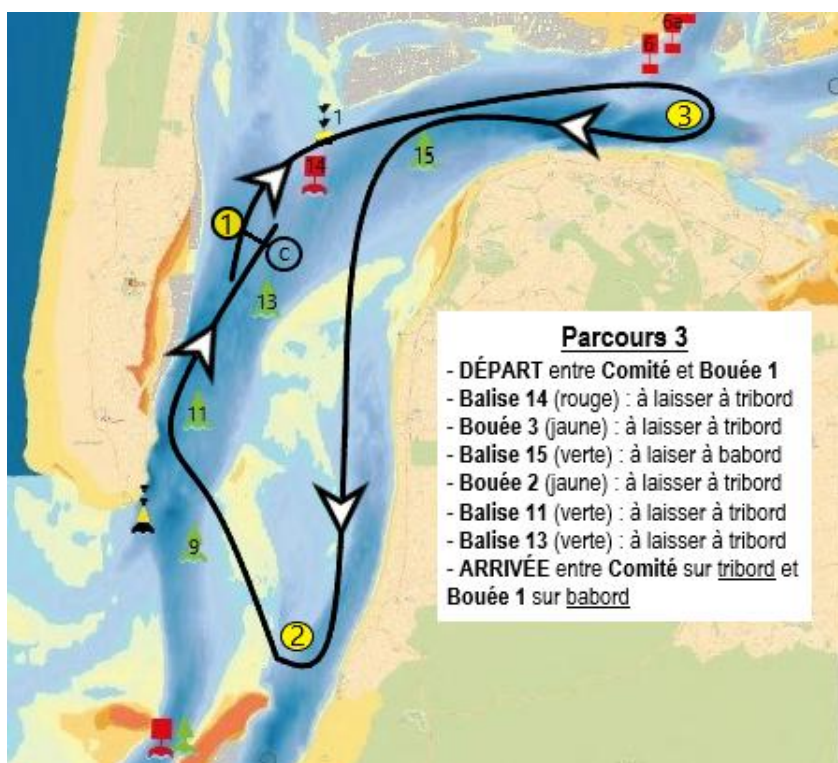 6a
6
1
3
14
15
1
C
13
11
9
2
Parcours 3
- DÉPART entre Comité et Bouée 1
- Balise 14 (rouge) : à laisser à tribord
- Bouée 3 (jaune) : à laisser à tribord
- Balise 15 (verte) : à laiser à babord
- Bouée 2 (jaune) : à laisser à tribord
- Balise 11 (verte) : à laisser à tribord
- Balise 13 (verte) : à laisser à tribord
- ARRIVÉE entre Comité sur tribord et
Bouée 1 sur babord